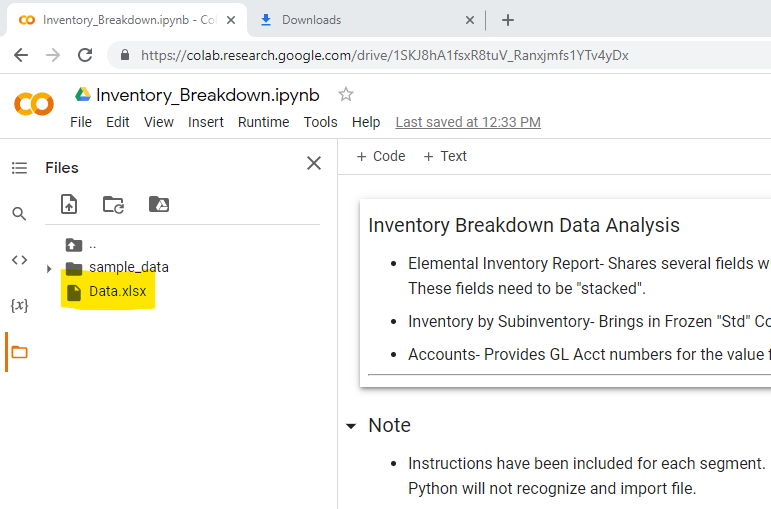 Inventory_Breakdown.ipynb - Co
Downloads
https://colab.research.google.com/drive/1SKJ8hA1fsxR8tuV_Ranxjmfs1YTv4yDx
Inventory_Breakdown.ipynb
File Edit View Insert Runtime Tools Help Last saved at 12:33 PM
Files
+ Code + Text
..
sample_data
Data.xlsx
{x}
Inventory Breakdown Data Analysis
• Elemental Inventory Report- Shares several fields w
These fields need to be "stacked".
• Inventory by Subinventory- Brings in Frozen "Std" Co
• Accounts- Provides GL Acct numbers for the value f
Note
• Instructions have been included for each segment.
Python will not recognize and import file.